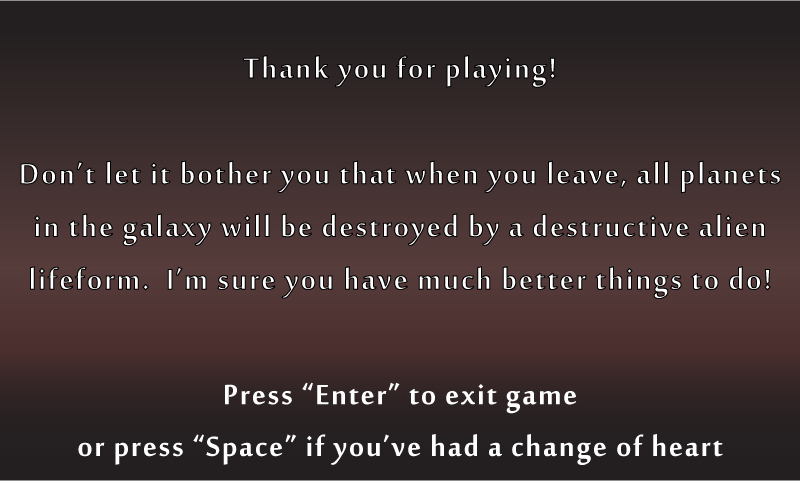 Thank you for playing!
Don’t let it bother you that when you leave, all planets
in the galaxy will be destroyed by a destructive alien
lifeform.  I’m sure you have much better things to do!
Press “Enter” to exit game
or press “Space” if you’ve had a change of heart